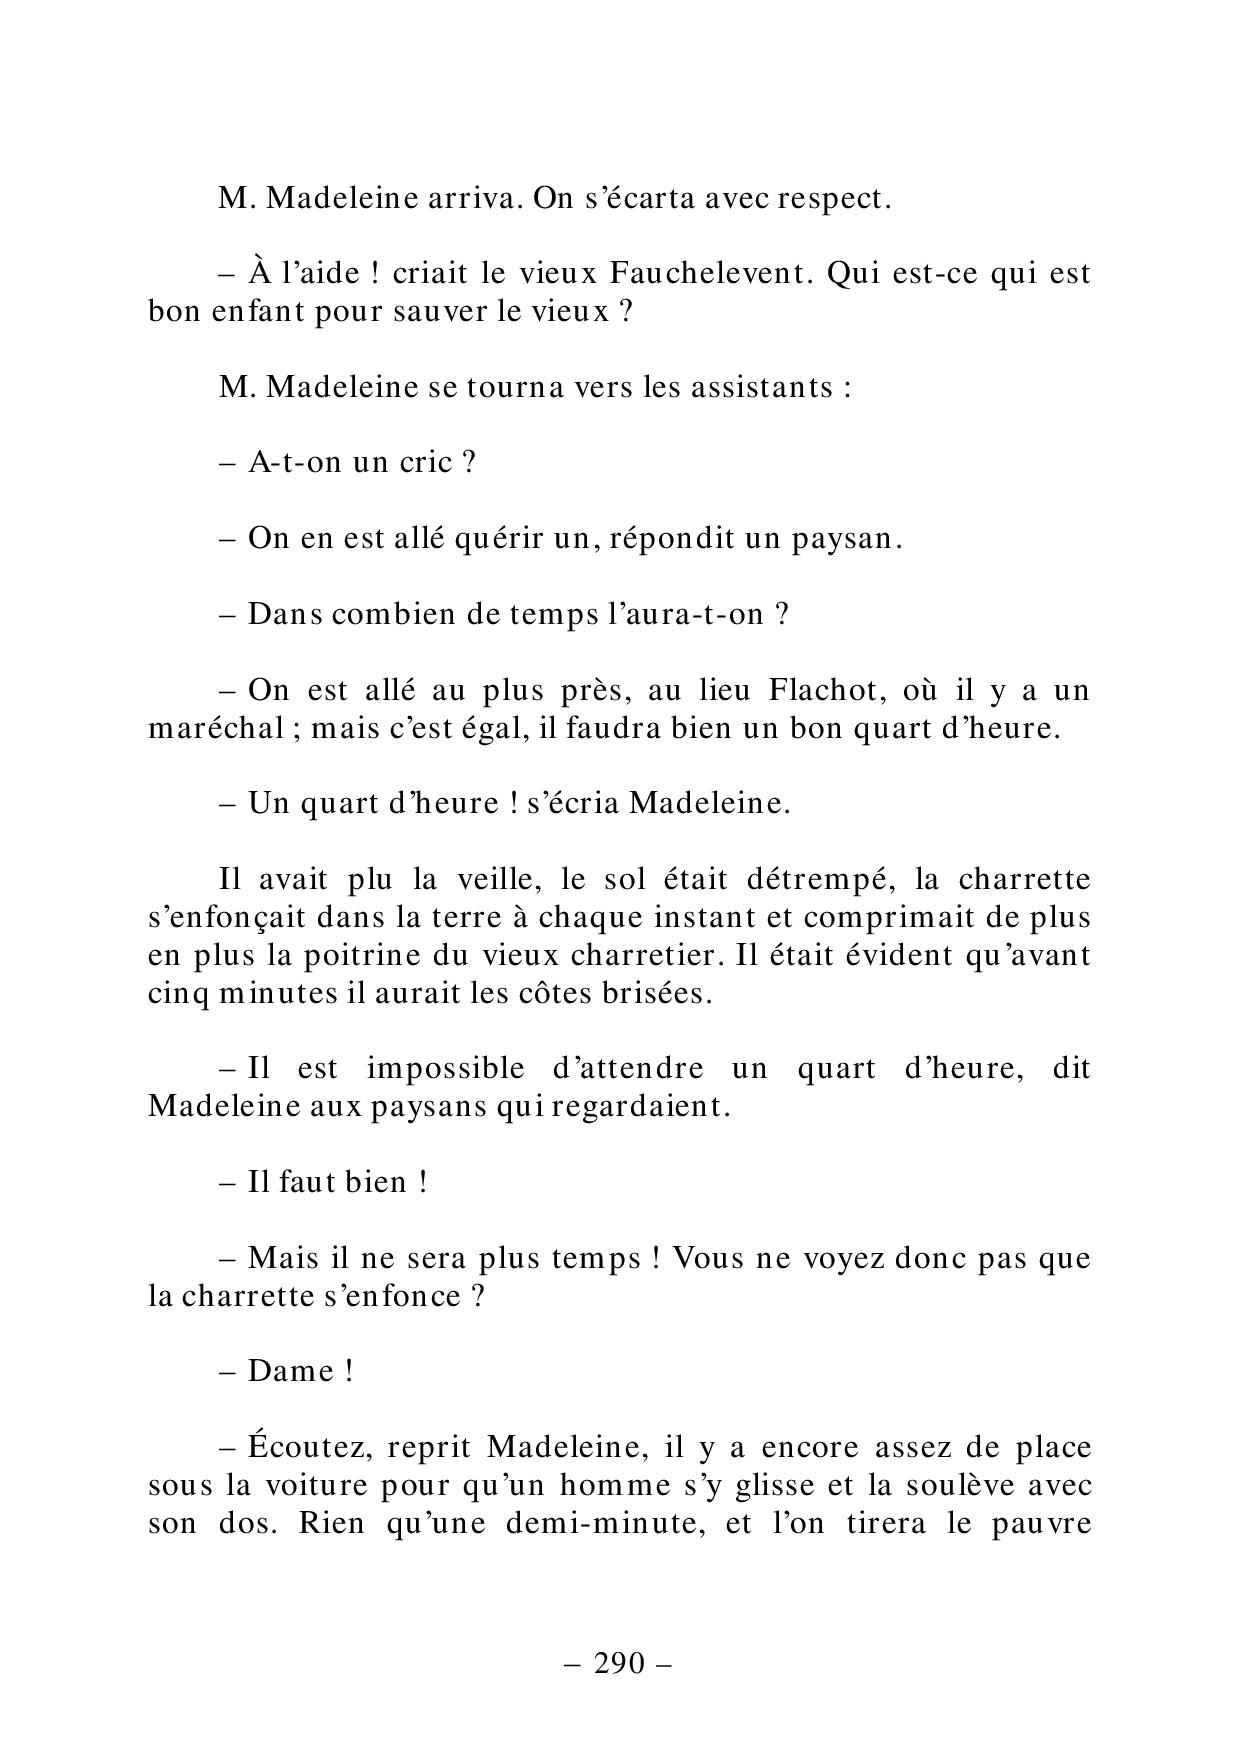 M. Madeleine arriva. On s’écarta avec respect.
– À l’aide ! criait le vieux Fauchelevent. Qui est-ce qui est
bon enfant pour sauver le vieux ?
M. Madeleine se tourna vers les assistants :
– A-t-on un cric ?
– On en est allé quérir un, répondit un paysan.
– Dans combien de temps l’aura-t-on ?
– On est allé au plus près, au lieu Flachot, où il y a un
maréchal ; mais c’est égal, il faudra bien un bon quart d’heure.
– Un quart d’heure ! s’écria Madeleine.
Il avait plu la veille, le sol était détrempé, la charrette
s’enfonçait dans la terre à chaque instant et comprimait de plus
en plus la poitrine du vieux charretier. Il était évident qu’avant
cinq minutes il aurait les côtes brisées.
– Il est impossible d’attendre un quart d’heure, dit
Madeleine aux paysans qui regardaient.
– Il faut bien !
– Mais il ne sera plus temps ! Vous ne voyez donc pas que
la charrette s’enfonce ?
– Dame !
– Écoutez, reprit Madeleine, il y a encore assez de place
sous la voiture pour qu’un homme s’y glisse et la soulève avec
son dos. Rien qu’une demi-minute, et l’on tirera le pauvre
– 290 –